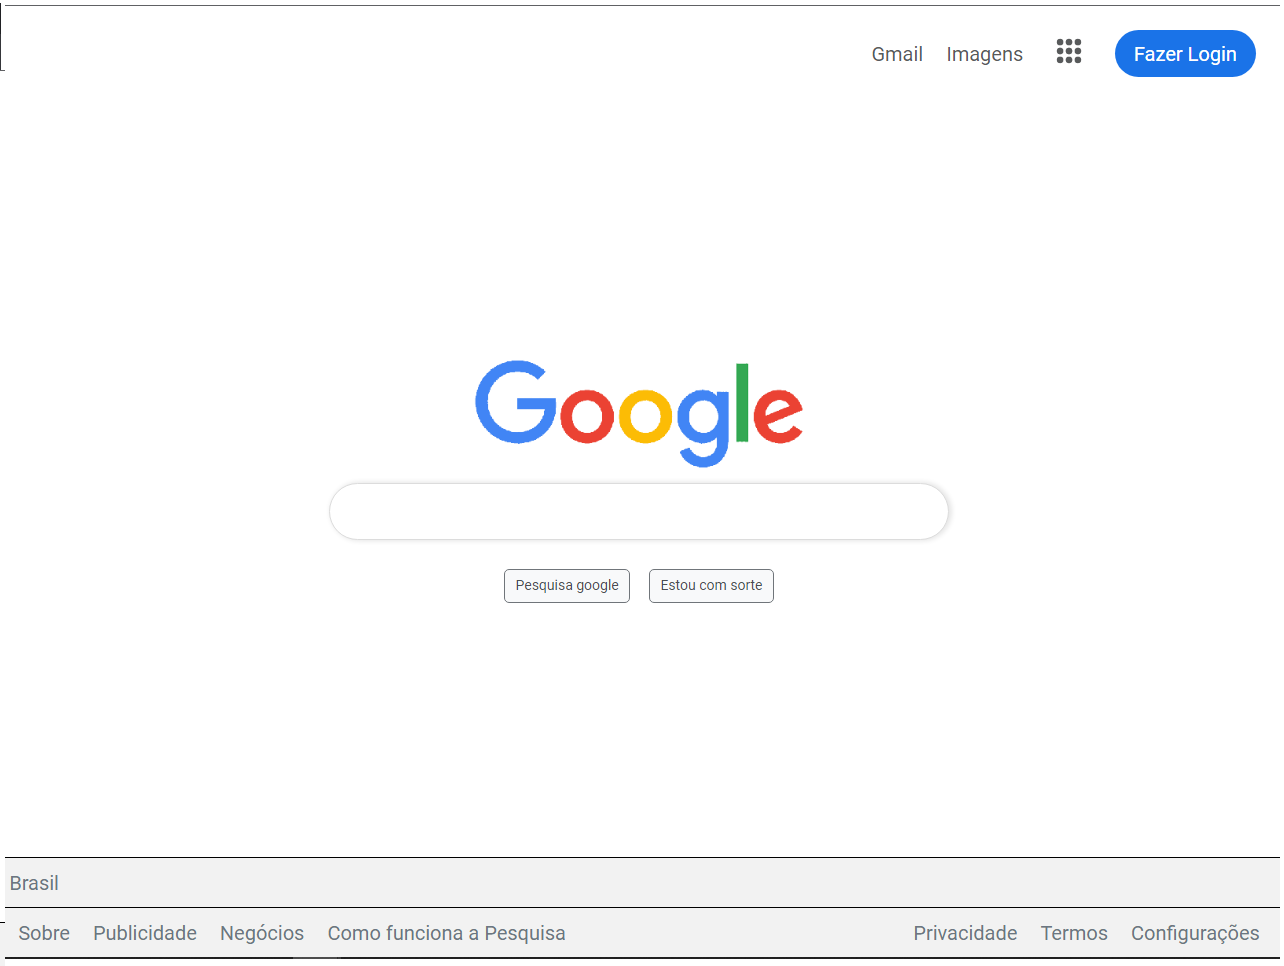 Gmail Imagens Fazer Login
Google
Pesquisa google Estou com sorte
Brasil
Sobre Publicidade Negócios Como funciona a Pesquisa Privacidade Termos Configurações